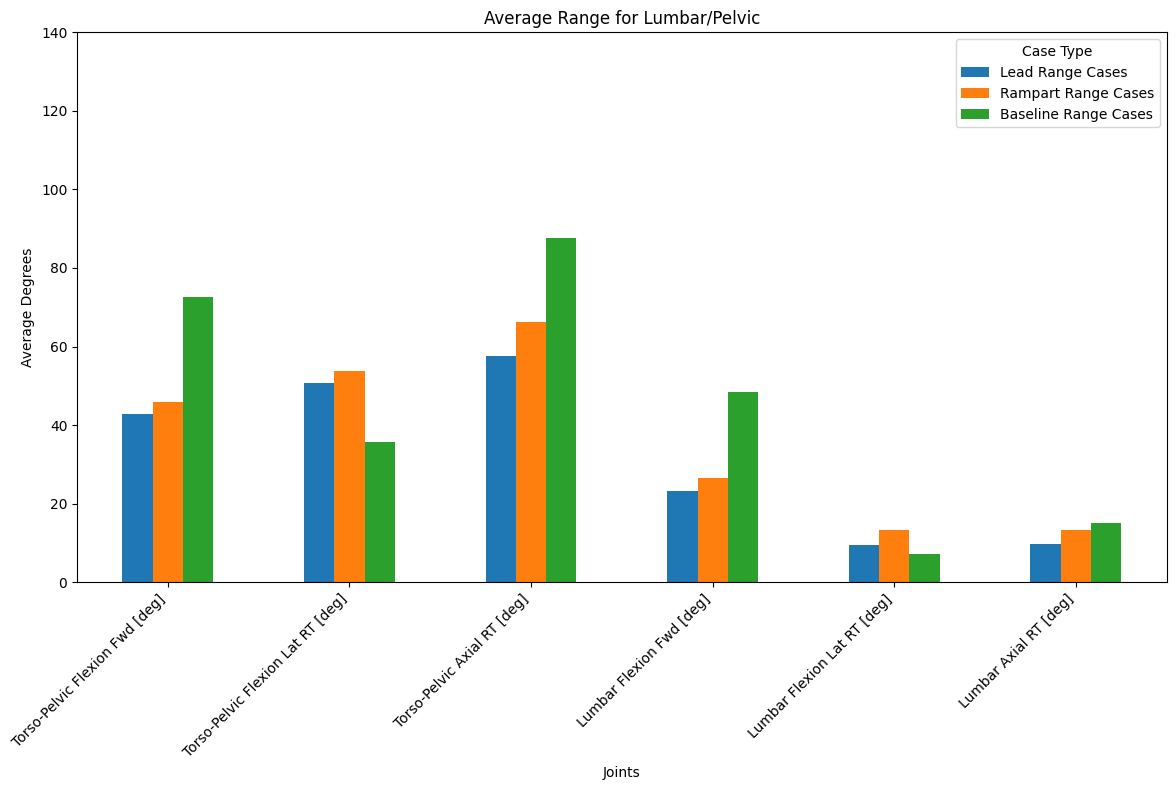 Average Range for Lumbar/Pelvic
Case Type
Lead Range Cases
Rampart Range Cases
Baseline Range Cases
Average Degrees
140
120
100
80
60
40
20
0
Torso-Pelvic Flexion Fwd [deg]
Torso-Pelvic Flexion Lat RT [deg]
Torso-Pelvic Axial RT [deg]
Lumbar Flexion Fwd [deg]
Lumbar Flexion Lat RT [deg]
Lumbar Axial RT [deg]
Joints